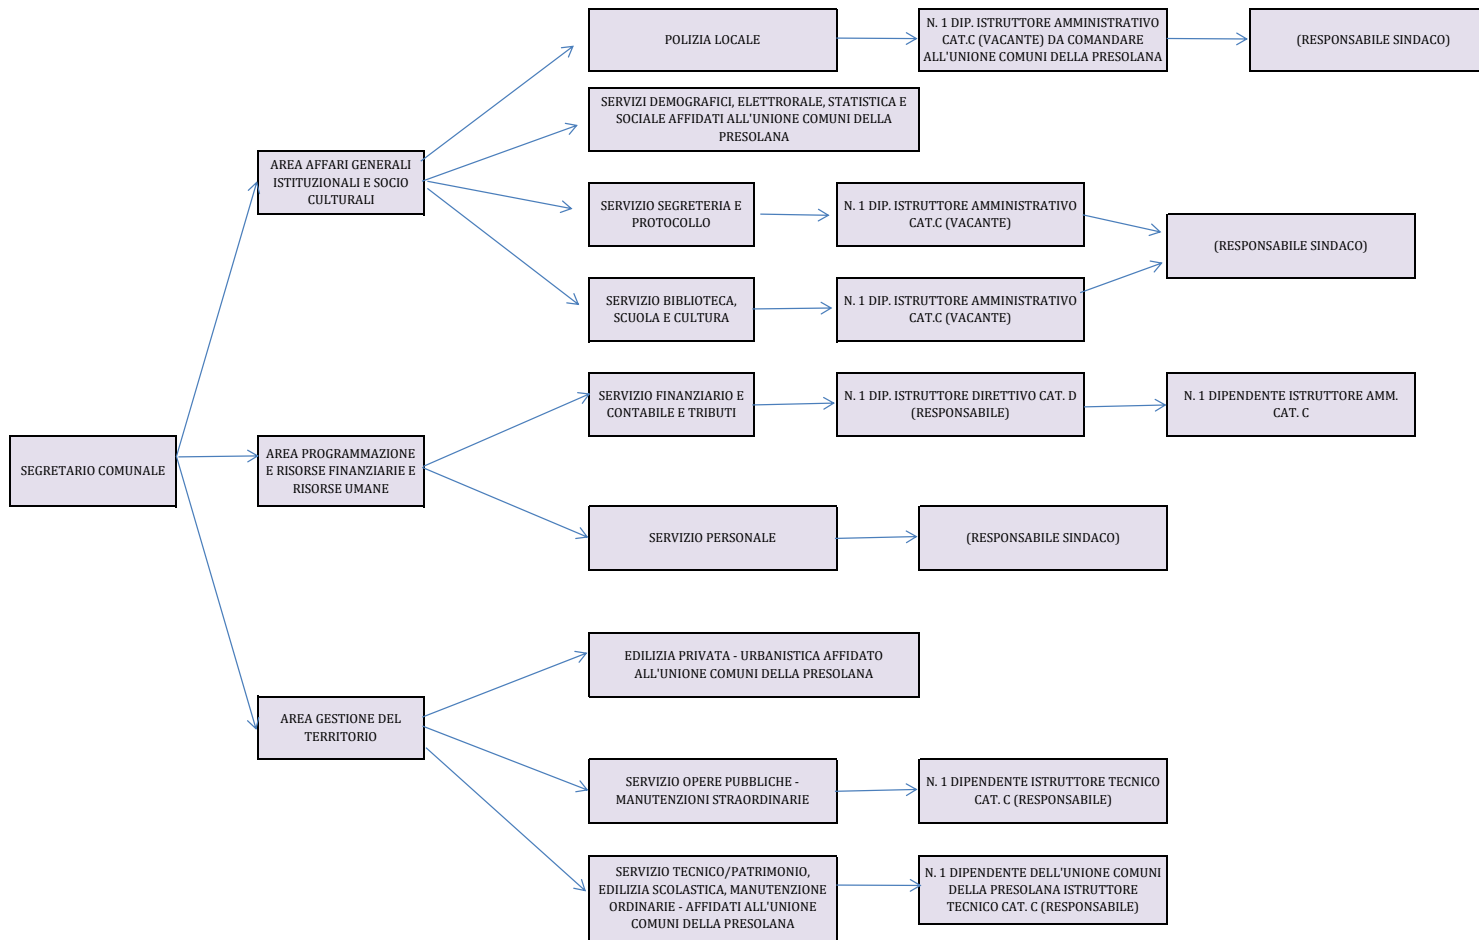 POLIZIA LOCALE
N. 1 DIP. ISTRUTTORE AMMINISTRATIVO
CAT.C (VACANTE) DA COMANDARE
ALL'UNIONE COMUNI DELLA PRESOLANA
(RESPONSABILE SINDACO)
SERVIZI DEMOGRAFICI, ELETTRORALE, STATISTICA E
SOCIALE AFFIDATI ALL'UNIONE COMUNI DELLA
PRESOLANA
AREA AFFARI GENERALI
ISTITUZIONALI E SOCIO
CULTURALI
SERVIZIO SEGRETERIA E
PROTOCOLLO
N. 1 DIP. ISTRUTTORE AMMINISTRATIVO
CAT.C (VACANTE)
(RESPONSABILE SINDACO)
SERVIZIO BIBLIOTECA,
SCUOLA E CULTURA
N. 1 DIP. ISTRUTTORE AMMINISTRATIVO
CAT.C (VACANTE)
SERVIZIO FINANZIARIO E
CONTABILE E TRIBUTI
N. 1 DIP. ISTRUTTORE DIRETTIVO CAT. D
(RESPONSABILE)
N. 1 DIPENDENTE ISTRUTTORE AMM.
CAT. C
SEGRETARIO COMUNALE
AREA PROGRAMMAZIONE
E RISORSE FINANZIARIE E
RISORSE UMANE
SERVIZIO PERSONALE
(RESPONSABILE SINDACO)
EDILIZIA PRIVATA - URBANISTICA AFFIDATO
ALL'UNIONE COMUNI DELLA PRESOLANA
AREA GESTIONE DEL
TERRITORIO
SERVIZIO OPERE PUBBLICHE -
MANUTENZIONI STRAORDINARIE
N. 1 DIPENDENTE ISTRUTTORE TECNICO
CAT. C (RESPONSABILE)
SERVIZIO TECNICO/PATRIMONIO,
EDILIZIA SCOLASTICA, MANUTENZIONE
ORDINARIE - AFFIDATI ALL'UNIONE
COMUNI DELLA PRESOLANA
N. 1 DIPENDENTE DELL'UNIONE COMUNI
DELLA PRESOLANA ISTRUTTORE
TECNICO CAT. C (RESPONSABILE)